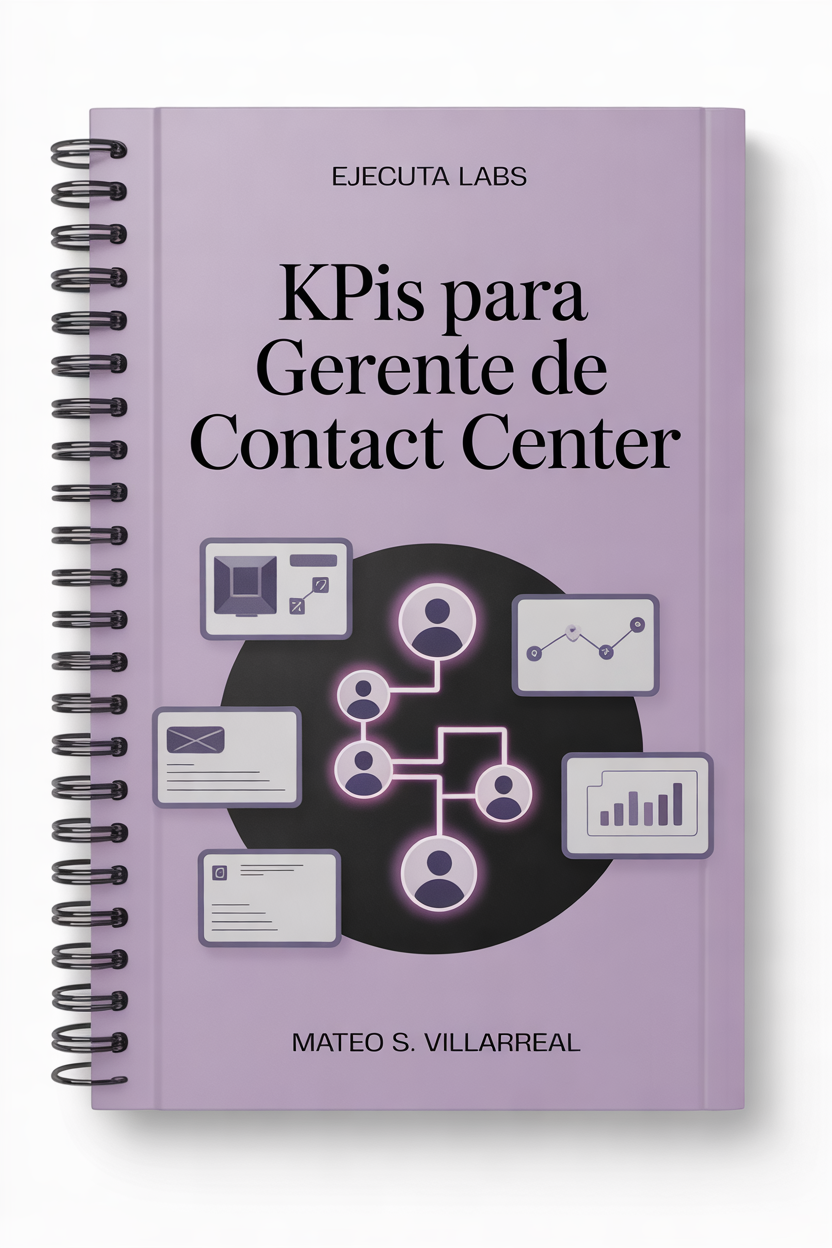 EJECUTA LABS
KPis para
Gerente de
Contact Center
MATEO S. VILLARREAL